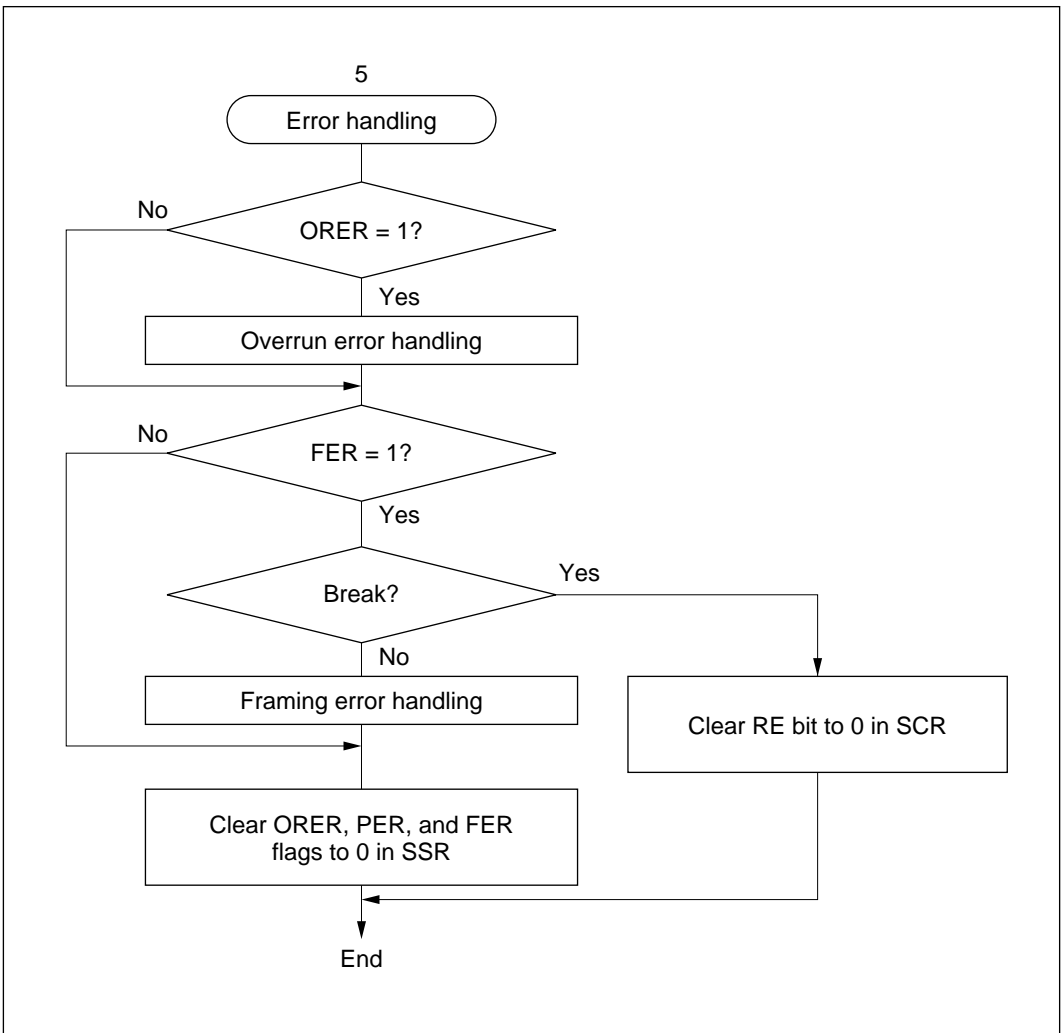 5
Error handling
No
ORER = 1?
Yes
Overrun error handling
No
FER = 1?
Yes
Break?
Yes
No
Framing error handling
Clear RE bit to 0 in SCR
Clear ORER, PER, and FER
flags to 0 in SSR
End